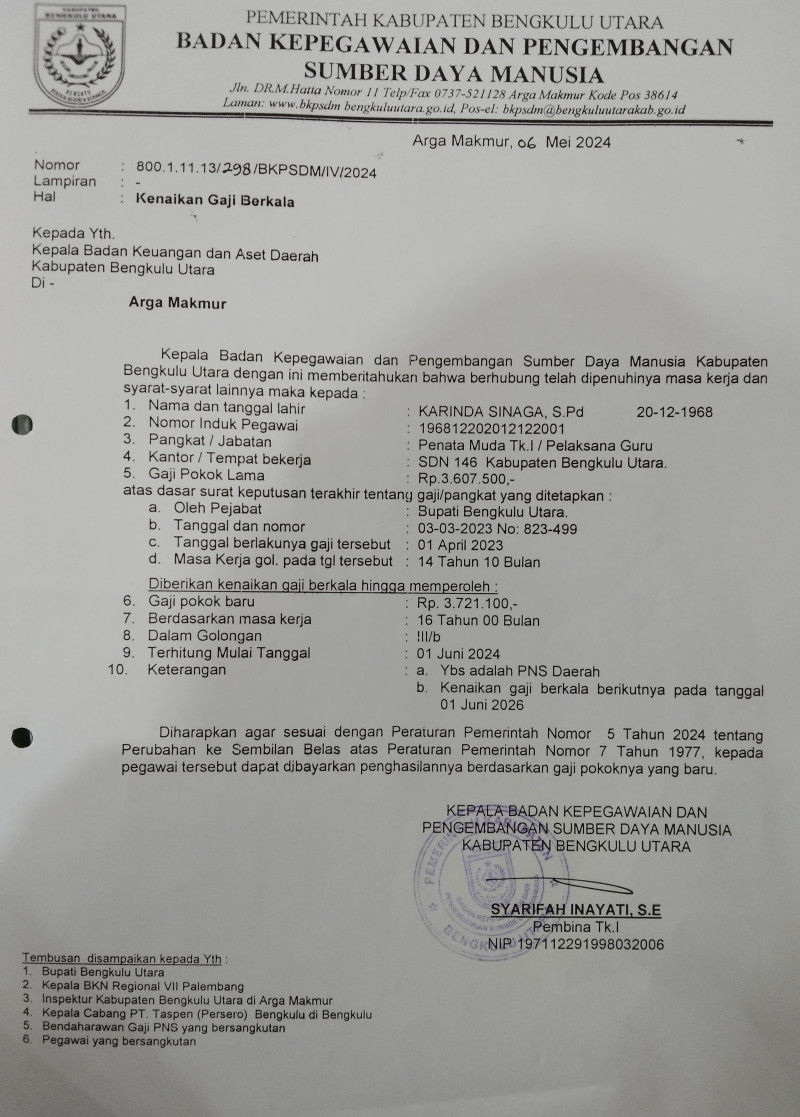 BENGKULU UTARA
PEMERINTAH KABUPATEN BENGKULU UTARA
BADAN KEPEGAWAIAN DAN PENGEMBANGAN
SUMBER DAYA MANUSIA
Jln. DR.M.Hatta Nomor 11 Telp/Fax 0737-521128 Arga Makmur Kode Pos 38614
Laman: www.bkpsdm bengkuluutara.go.id, Pos-el: bkpsdm@bengkuluutarakab.go.id
Arga Makmur, 06 Mei 2024
Nomor : 800.1.11.13/298/BKPSDM/IV/2024
Lampiran : -
Hal : Kenaikan Gaji Berkala
Kepada Yth.
Kepala Badan Keuangan dan Aset Daerah
Kabupaten Bengkulu Utara
Di -
Arga Makmur
Kepala Badan Kepegawaian dan Pengembangan Sumber Daya Manusia Kabupaten
Bengkulu Utara dengan ini memberitahukan bahwa berhubung telah dipenuhinya masa kerja dan
syarat-syarat lainnya maka kepada :
1. Nama dan tanggal lahir : KARINDA SINAGA, S.Pd 20-12-1968
2. Nomor Induk Pegawai : 196812202012122001
3. Pangkat / Jabatan : Penata Muda Tk.I / Pelaksana Guru
4. Kantor / Tempat bekerja : SDN 146 Kabupaten Bengkulu Utara.
5. Gaji Pokok Lama : Rp.3.607.500,-
atas dasar surat keputusan terakhir tentang gaji/pangkat yang ditetapkan :
a. Oleh Pejabat : Bupati Bengkulu Utara.
b. Tanggal dan nomor : 03-03-2023 No: 823-499
c. Tanggal berlakunya gaji tersebut : 01 April 2023
d. Masa Kerja gol. pada tgl tersebut : 14 Tahun 10 Bulan
Diberikan kenaikan gaji berkala hingga memperoleh :
6. Gaji pokok baru : Rp. 3.721.100,-
7. Berdasarkan masa kerja : 16 Tahun 00 Bulan
8. Dalam Golongan : III/b
9. Terhitung Mulai Tanggal : 01 Juni 2024
10. Keterangan : a. Ybs adalah PNS Daerah
b. Kenaikan gaji berkala berikutnya pada tanggal
01 Juni 2026
Diharapkan agar sesuai dengan Peraturan Pemerintah Nomor 5 Tahun 2024 tentang
Perubahan ke Sembilan Belas atas Peraturan Pemerintah Nomor 7 Tahun 1977, kepada
pegawai tersebut dapat dibayarkan penghasilannya berdasarkan gaji pokoknya yang baru.
KEPALA BADAN KEPEGAWAIAN DAN
PENGEMBANGAN SUMBER DAYA MANUSIA
KABUPATEN BENGKULU UTARA
SYARIFAH INAYATI, S.E
Pembina Tk.I
NIP 197112291998032006
Tembusan disampaikan kepada Yth :
1. Bupati Bengkulu Utara
2. Kepala BKN Regional VII Palembang
3. Inspektur Kabupaten Bengkulu Utara di Arga Makmur
4. Kepala Cabang PT. Taspen (Persero) Bengkulu di Bengkulu
5. Bendaharawan Gaji PNS yang bersangkutan
6. Pegawai yang bersangkutan